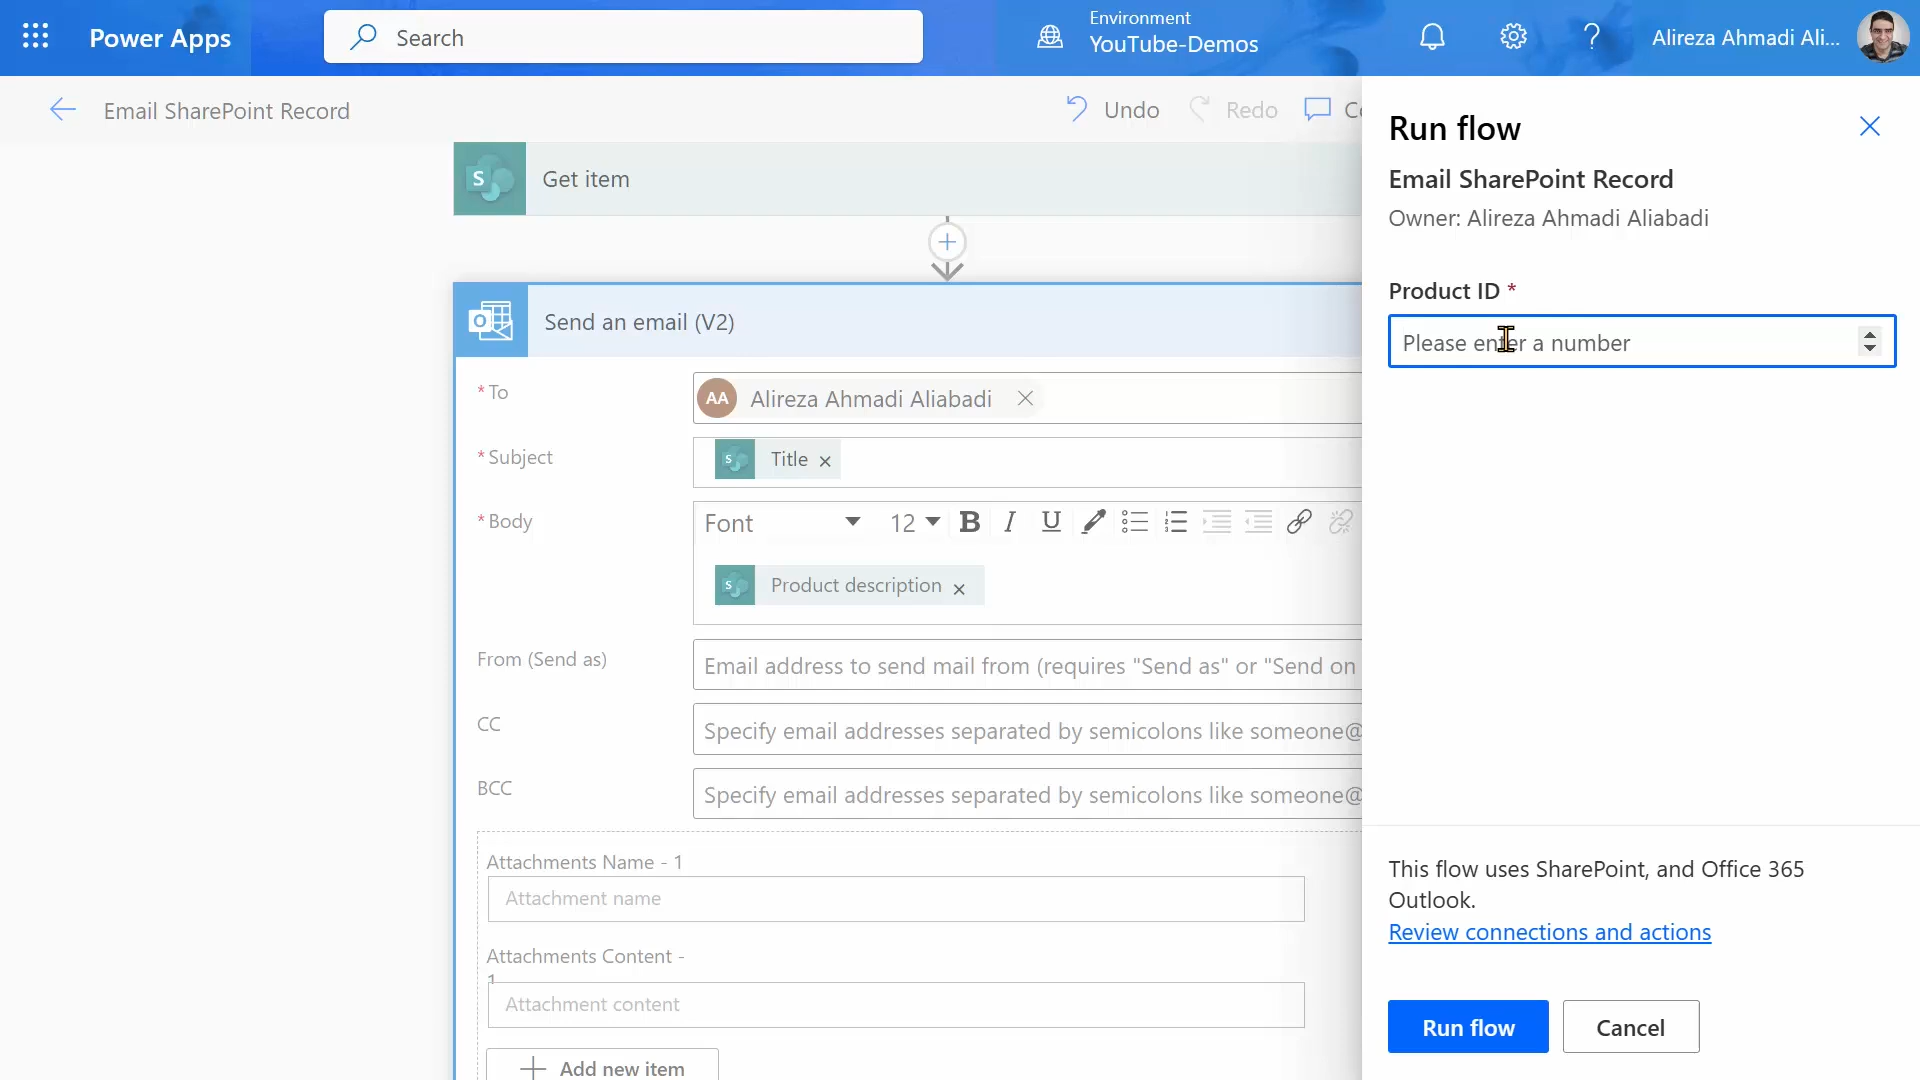 Power Apps
Search
Environment
YouTube-Demos
Alireza Ahmadi Ali...
Email SharePoint Record
Undo
Redo
Get item
Send an email (V2)
* To
AA Alireza Ahmadi Aliabadi
* Subject
Title
* Body
Font
12
B I U
Product description
From (Send as)
Email address to send mail from (requires "Send as" or "Send on
CC
Specify email addresses separated by semicolons like someone@
BCC
Specify email addresses separated by semicolons like someone@
Attachments Name - 1
Attachment name
Attachments Content -
1
Attachment content
Add new item
Run flow
Email SharePoint Record
Owner: Alireza Ahmadi Aliabadi
Product ID *
Please enter a number
This flow uses SharePoint, and Office 365
Outlook.
Review connections and actions
Run flow
Cancel